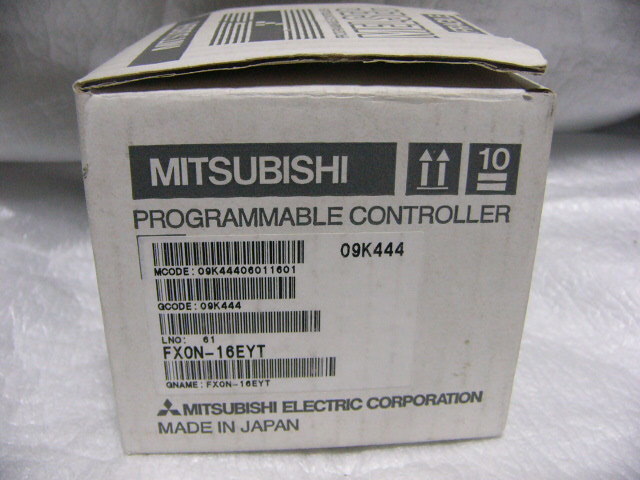 MITSUBISHI
10
PROGRAMMABLE CONTROLLER
09K444
MCODE: 09K44406011601
GCODE: 09K444
LNO: 61
FX0N-16EYT
GNAME: FX0N-16EYT
MITSUBISHI ELECTRIC CORPORATION
MADE IN JAPAN